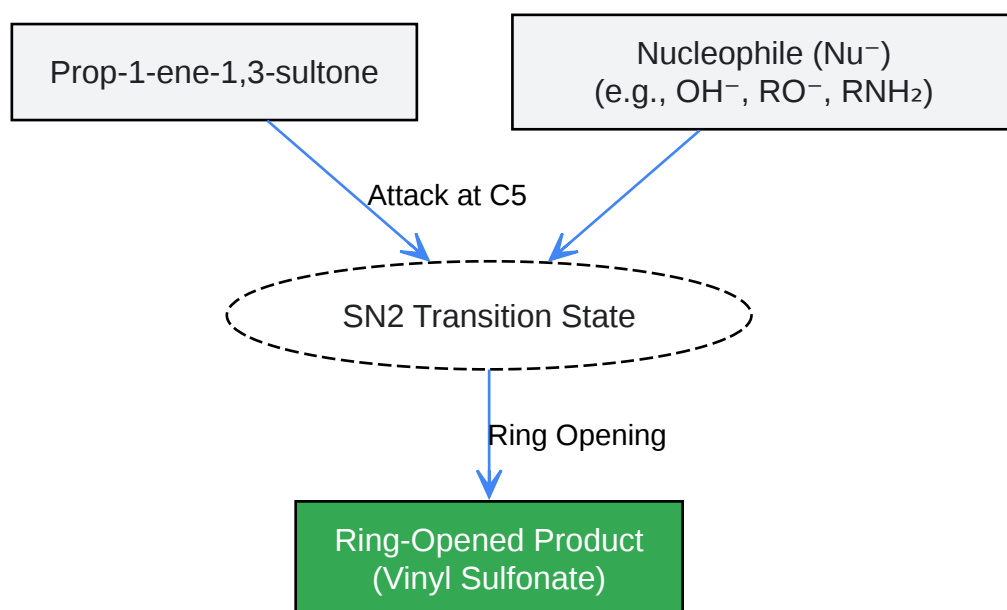 Prop-1-ene-1,3-sultone
Nucleophile (Nu⁻)
(e.g., OH⁻, RO⁻, RNH₂)
Attack at C5
SN2 Transition State
Ring Opening
Ring-Opened Product
(Vinyl Sulfonate)